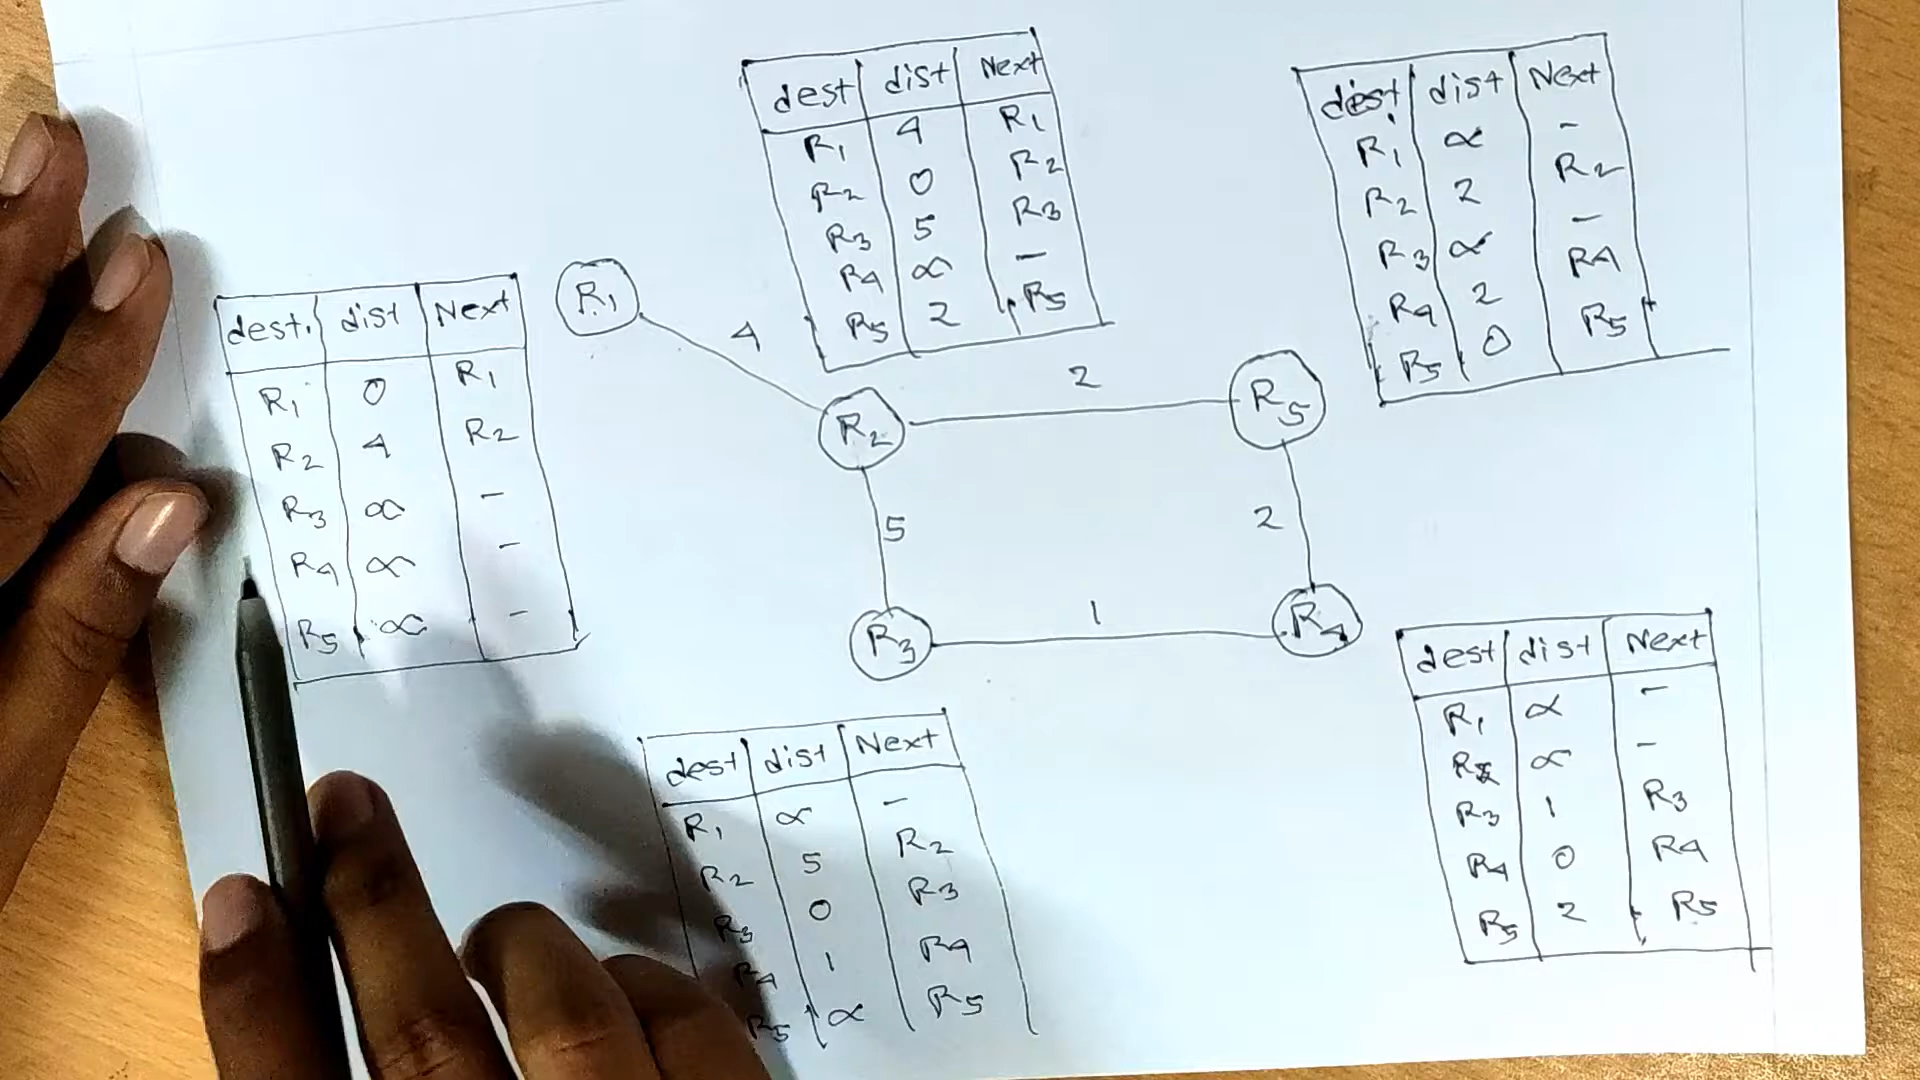 dest | dist | Next
R1 | 4 | R1
R2 | 0 | R2
R3 | 5 | R3
R4 | ∝ | -
R5 | 2 | R5
dest | dist | Next
R1 | ∝ | -
R2 | 2 | R2
R3 | ∝ | -
R4 | 2 | R4
R5 | 0 | R5
dest. | dist | Next
R1 | 0 | R1
R2 | 4 | R2
R3 | ∝ | -
R4 | ∝ | -
R5 | ∝ | -
R1
4
R2
2
R5
5
2
R3
1
R4
dest | dist | Next
R1 | ∝ | -
R2 | 5 | R2
R3 | 0 | R3
R4 | 1 | R4
R5 | ∝ | R5
dest | dist | Next
R1 | ∝ | -
R2 | ∝ | -
R3 | 1 | R3
R4 | 0 | R4
R5 | 2 | R5